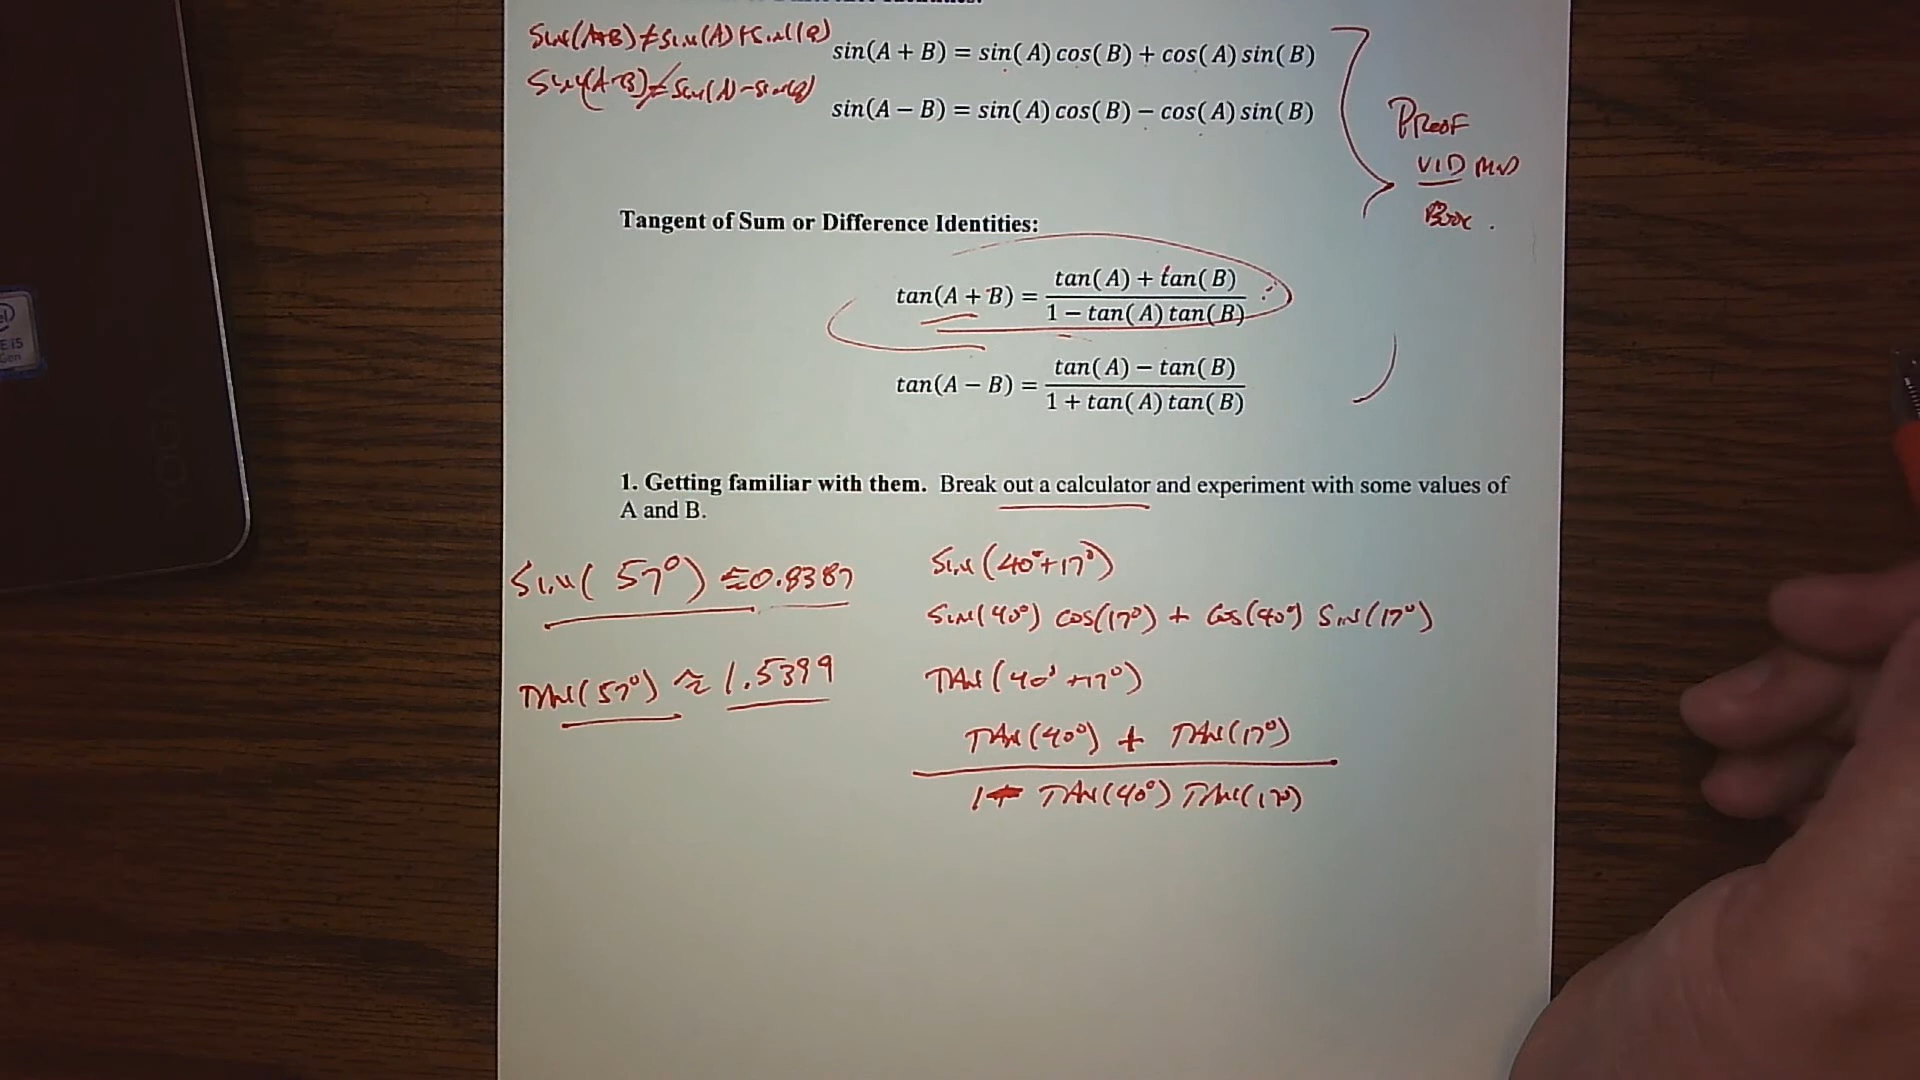 sin(A+B)≠sin(A)+sin(B)
sin(A + B) = sin(A) cos(B) + cos(A) sin(B)
sin(A-B)≠sin(A)-sin(B)
sin(A − B) = sin(A) cos(B) − cos(A) sin(B)
PROOF
VID
Tangent of Sum or Difference Identities:
tan(A + B) = (tan(A) + tan(B)) / (1 − tan(A) tan(B))
tan(A − B) = (tan(A) − tan(B)) / (1 + tan(A) tan(B))
1. Getting familiar with them. Break out a calculator and experiment with some values of
A and B.
Sin(57°) ≈0.8387
Sin(40°+17°)
Sin(40°) cos(17°) + Cos(40°) Sin(17°)
TAN(57°) ≈ 1.5399
TAN(40°+17°)
TAN(40°) + TAN(17°)
1- TAN(40°) TAN(17°)
el
E i5
Gen
YOGA